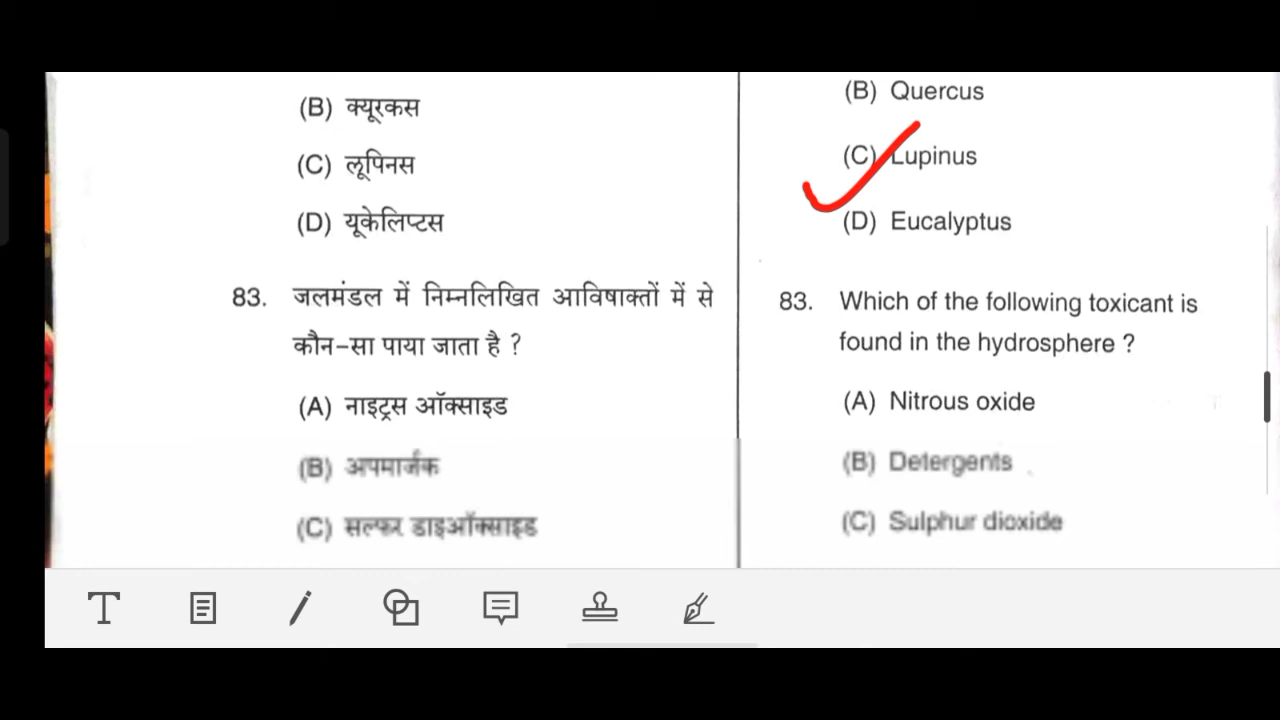 (B) क्यूरकस
(C) लूपिनस
(D) यूकेलिप्टस
83. जलमंडल में निम्नलिखित आविषाक्तों में से
कौन-सा पाया जाता है ?
(A) नाइट्रस ऑक्साइड
(B) अपमार्जक
(C) सल्फर डाइऑक्साइड
(B) Quercus
(C) Lupinus
(D) Eucalyptus
83. Which of the following toxicant is
found in the hydrosphere ?
(A) Nitrous oxide
(B) Detergents
(C) Sulphur dioxide
T